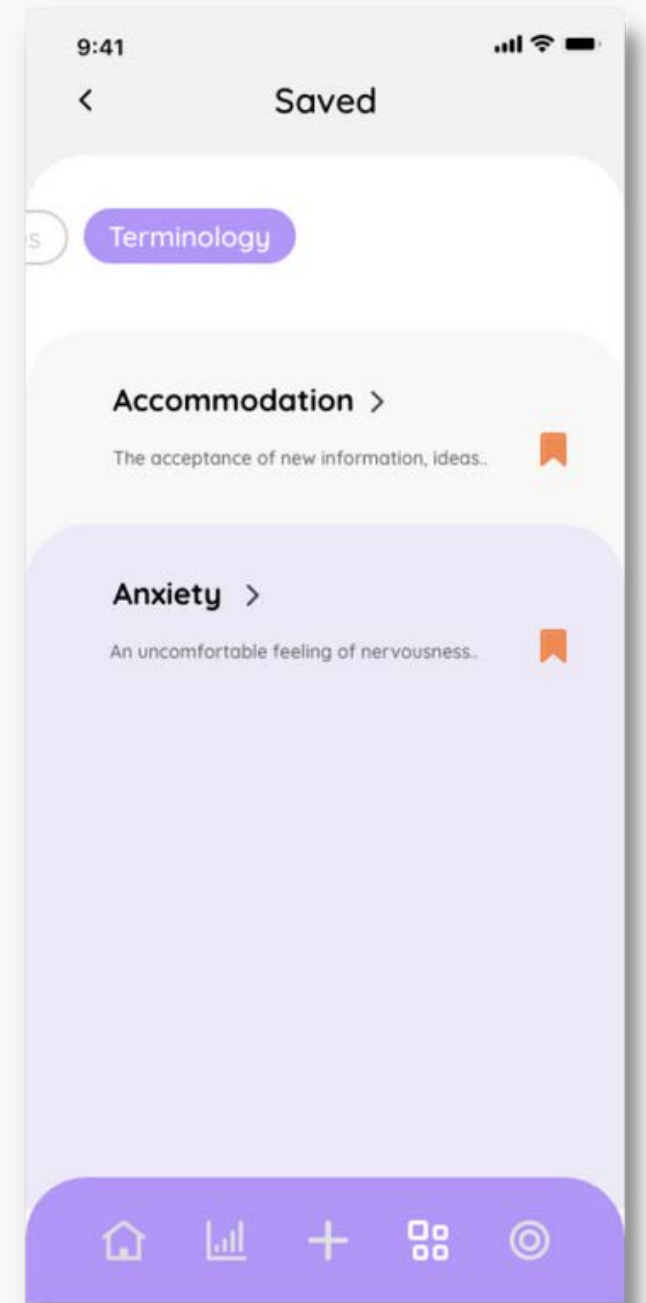 9:41
Saved
s
Terminology
Accommodation
The acceptance of new information, ideas..
Anxiety
An uncomfortable feeling of nervousness..